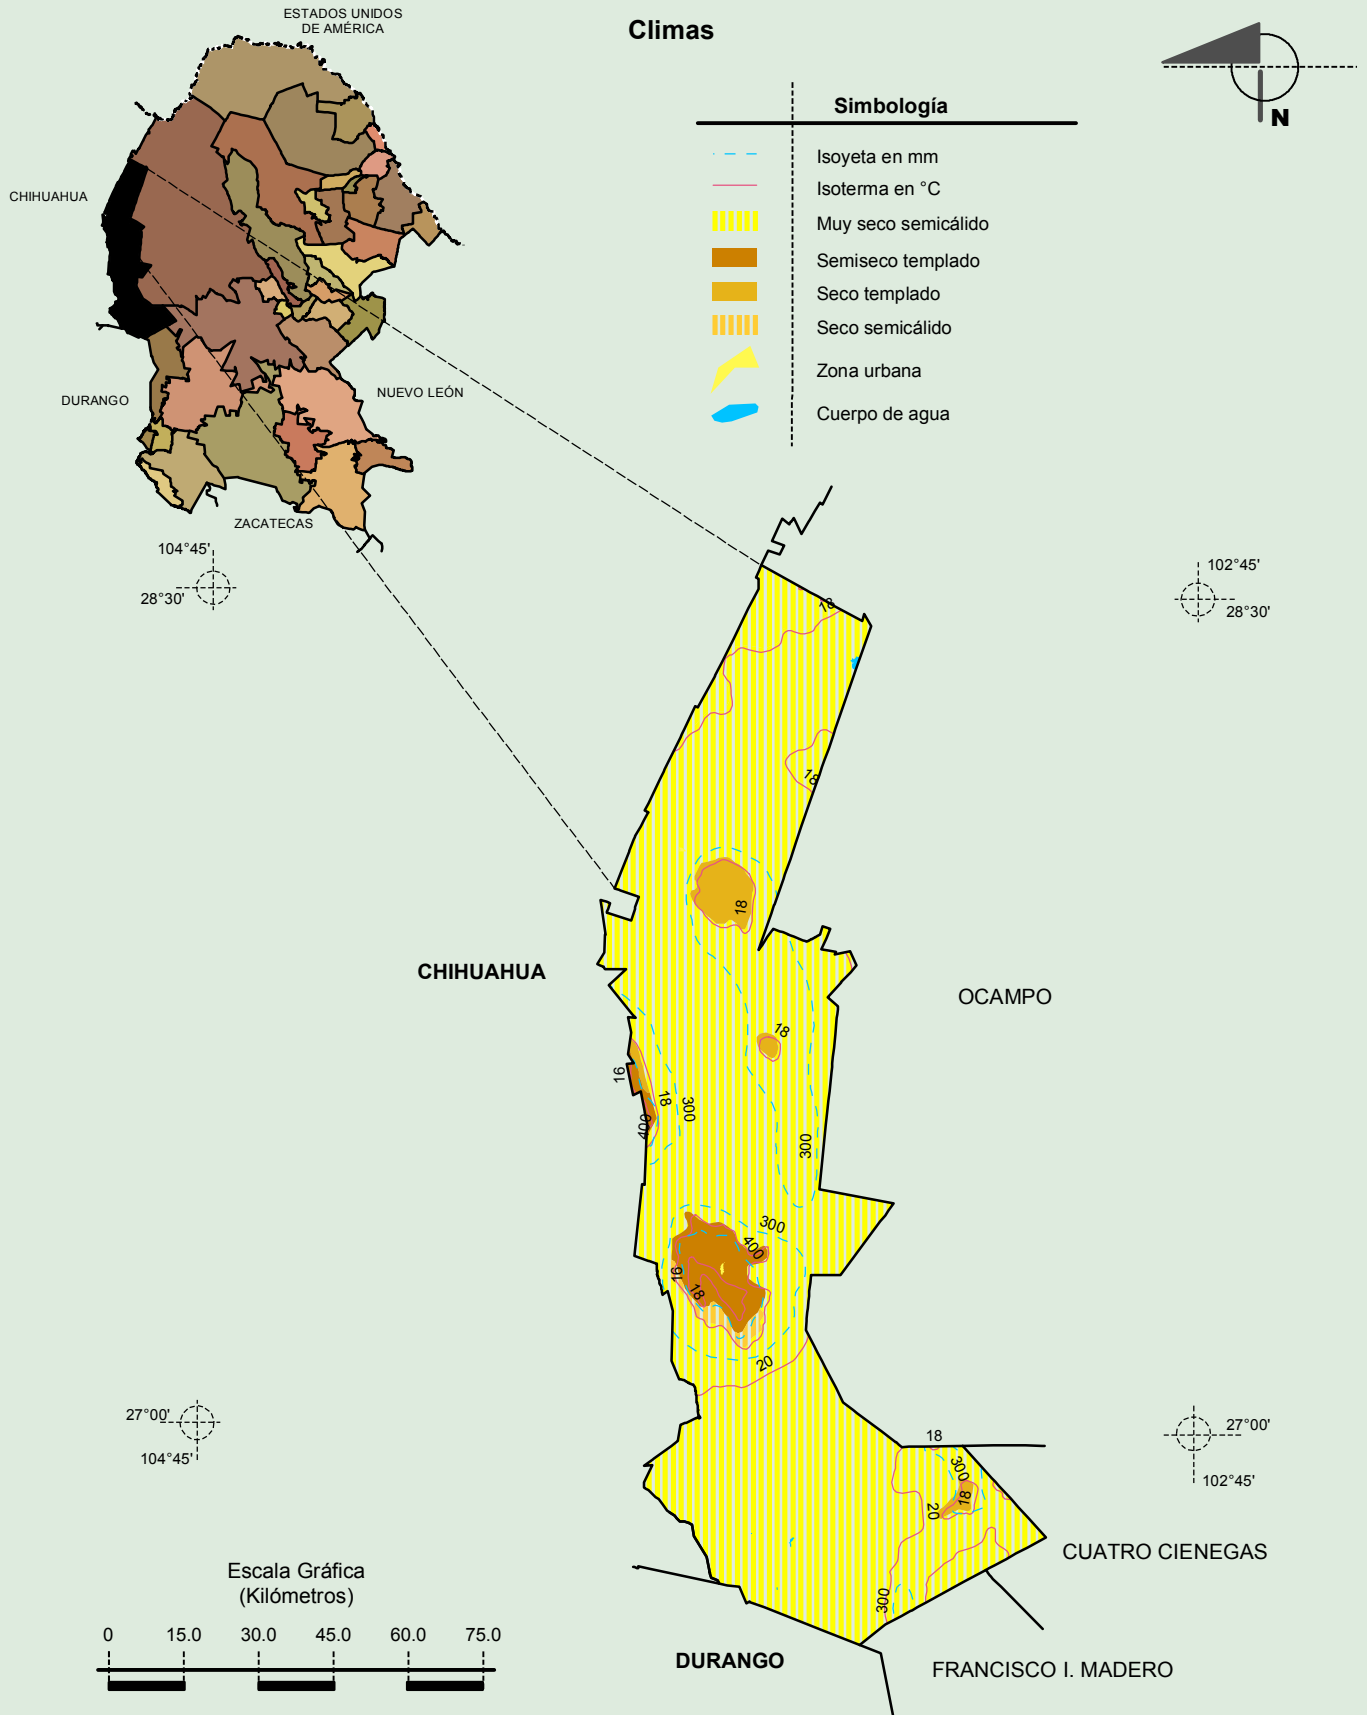 Climas
ESTADOS UNIDOS
DE AMÉRICA
CHIHUAHUA
DURANGO
NUEVO LEÓN
ZACATECAS
N
Simbología
Isoyeta en mm
Isoterma en °C
Muy seco semicálido
Semiseco templado
Seco templado
Seco semicálido
Zona urbana
Cuerpo de agua
104°45'
28°30'
102°45'
28°30'
18
18
18
CHIHUAHUA
OCAMPO
18
16
18
300
400
300
300
400
16
18
20
27°00'
104°45'
27°00'
102°45'
18
300
18
20
300
CUATRO CIENEGAS
DURANGO
FRANCISCO I. MADERO
Escala Gráfica
(Kilómetros)
0 15.0 30.0 45.0 60.0 75.0